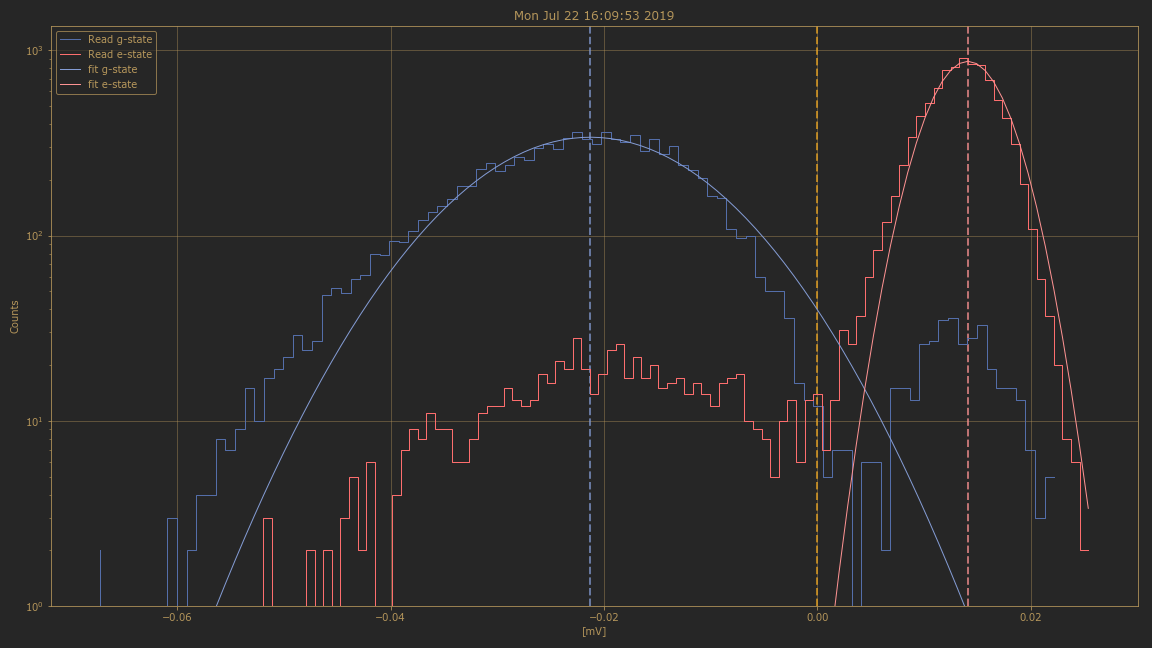 Mon Jul 22 16:09:53 2019
Read g-state
Read e-state
fit g-state
fit e-state
Counts
10³
10²
10¹
10⁰
−0.06
−0.04
−0.02
0.00
0.02
[mV]